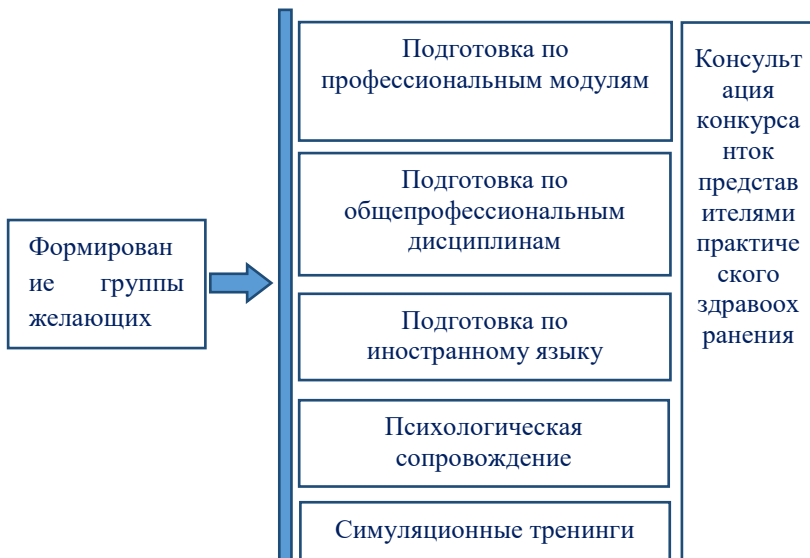 Формирован
ие группы
желающих
Подготовка по
профессиональным модулям
Подготовка по
общепрофессиональным
дисциплинам
Подготовка по
иностранному языку
Психологическая
сопровождение
Симуляционные тренинги
Консульт
ация
конкурса
нток
представ
ителями
практиче
ского
здравоох
ранения